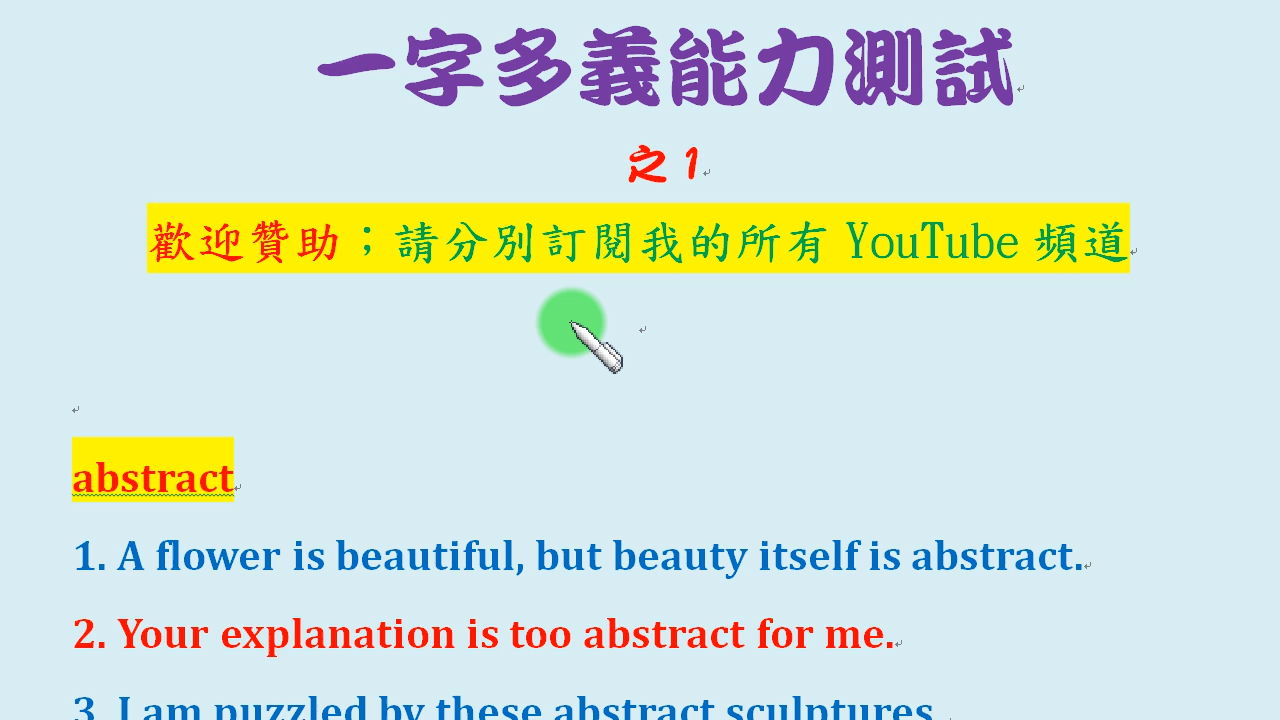 一字多義能力測試
之 1
歡迎贊助；請分別訂閱我的所有 YouTube 頻道
abstract
1. A flower is beautiful, but beauty itself is abstract.
2. Your explanation is too abstract for me.
3. I am puzzled by these abstract sculptures.